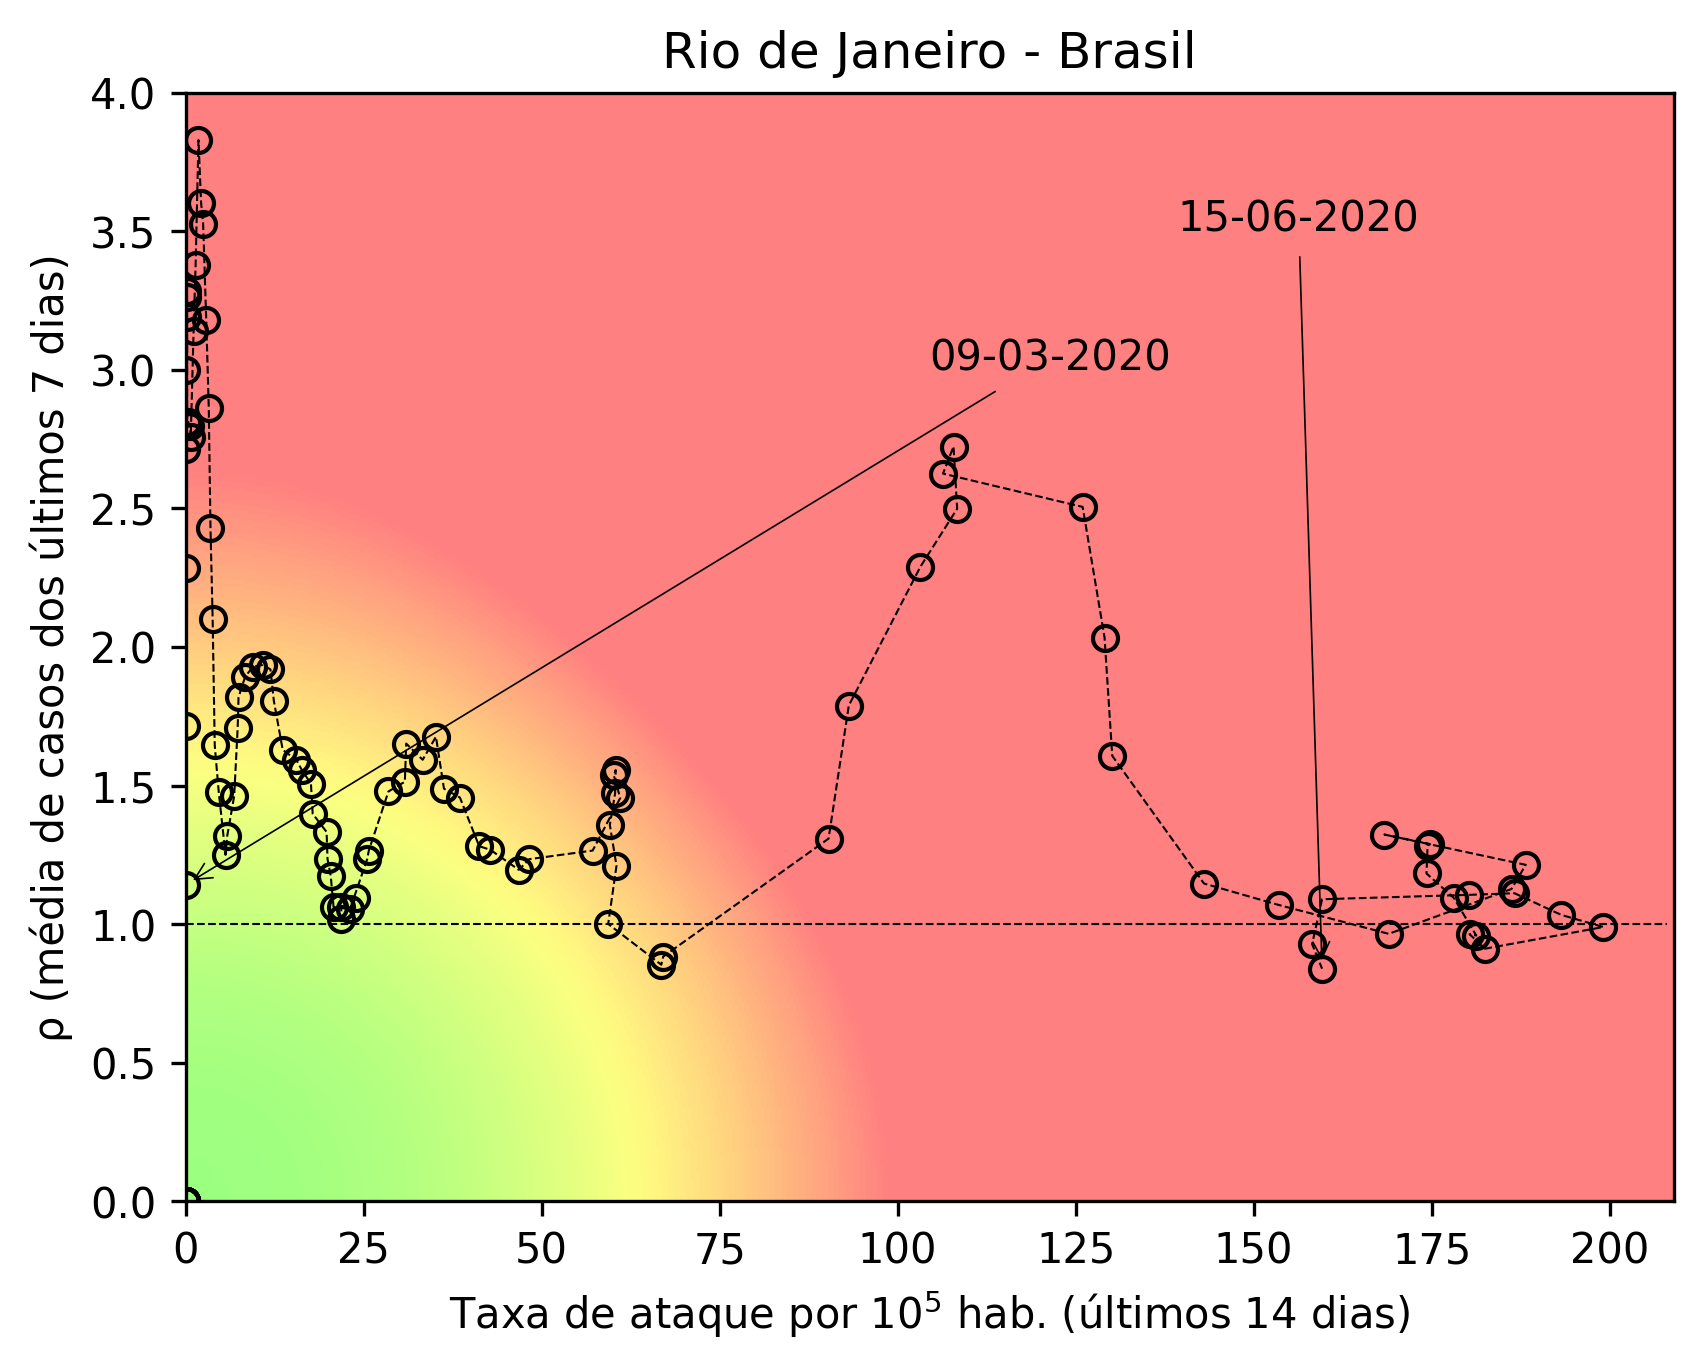 Rio de Janeiro - Brasil
4.0
3.5
3.0
2.5
2.0
1.5
1.0
0.5
0.0
ρ (média de casos dos últimos 7 dias)
15-06-2020
09-03-2020
0 25 50 75 100 125 150 175 200
Taxa de ataque por 10⁵ hab. (últimos 14 dias)